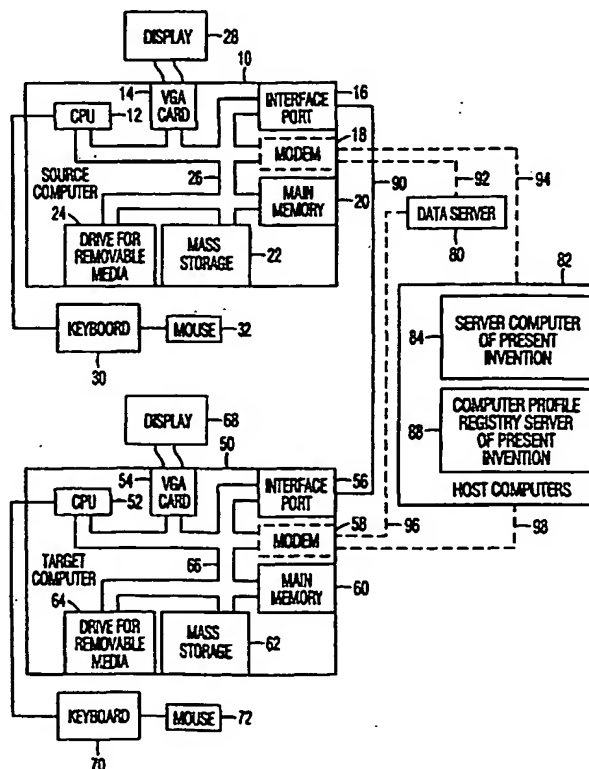 DISPLAY
28
10
14
VGA
CARD
INTERFACE
PORT
16
CPU
12
18
MODEM
SOURCE
COMPUTER
26
90
92
94
MAIN
MEMORY
20
DATA SERVER
80
24
DRIVE FOR
REMOVABLE
MEDIA
MASS
STORAGE
22
82
KEYBOORD
MOUSE
32
30
84
SERVER COMPUTER
OF PRESENT
INVENTION
DISPLAY
68
88
COMPUTER PROFILE
REGISTRY SERVER
OF PRESENT
INVENTION
50
54
VGA
CARD
INTERFACE
PORT
56
CPU
52
58
HOST COMPUTERS
MODEM
96
98
TARGET
COMPUTER
66
MAIN
MEMORY
60
64
DRIVE FOR
REMOVABLE
MEDIA
MASS
STORAGE
62
KEYBOARD
MOUSE
72
70